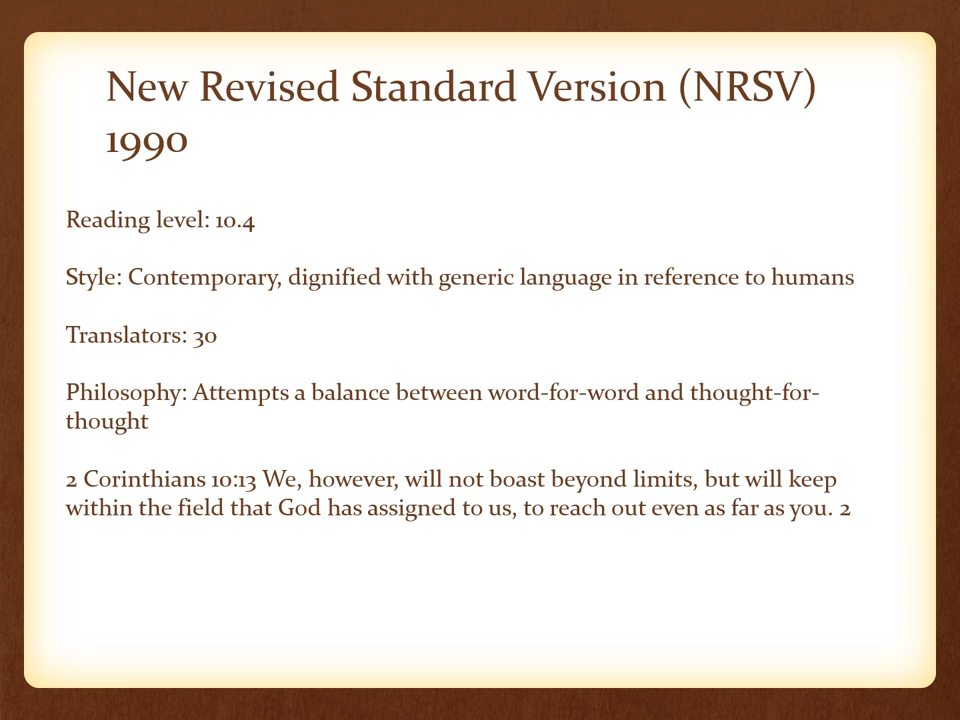 New Revised Standard Version (NRSV)
1990
Reading level: 10.4
Style: Contemporary, dignified with generic language in reference to humans
Translators: 30
Philosophy: Attempts a balance between word-for-word and thought-for-
thought
2 Corinthians 10:13 We, however, will not boast beyond limits, but will keep
within the field that God has assigned to us, to reach out even as far as you. 2